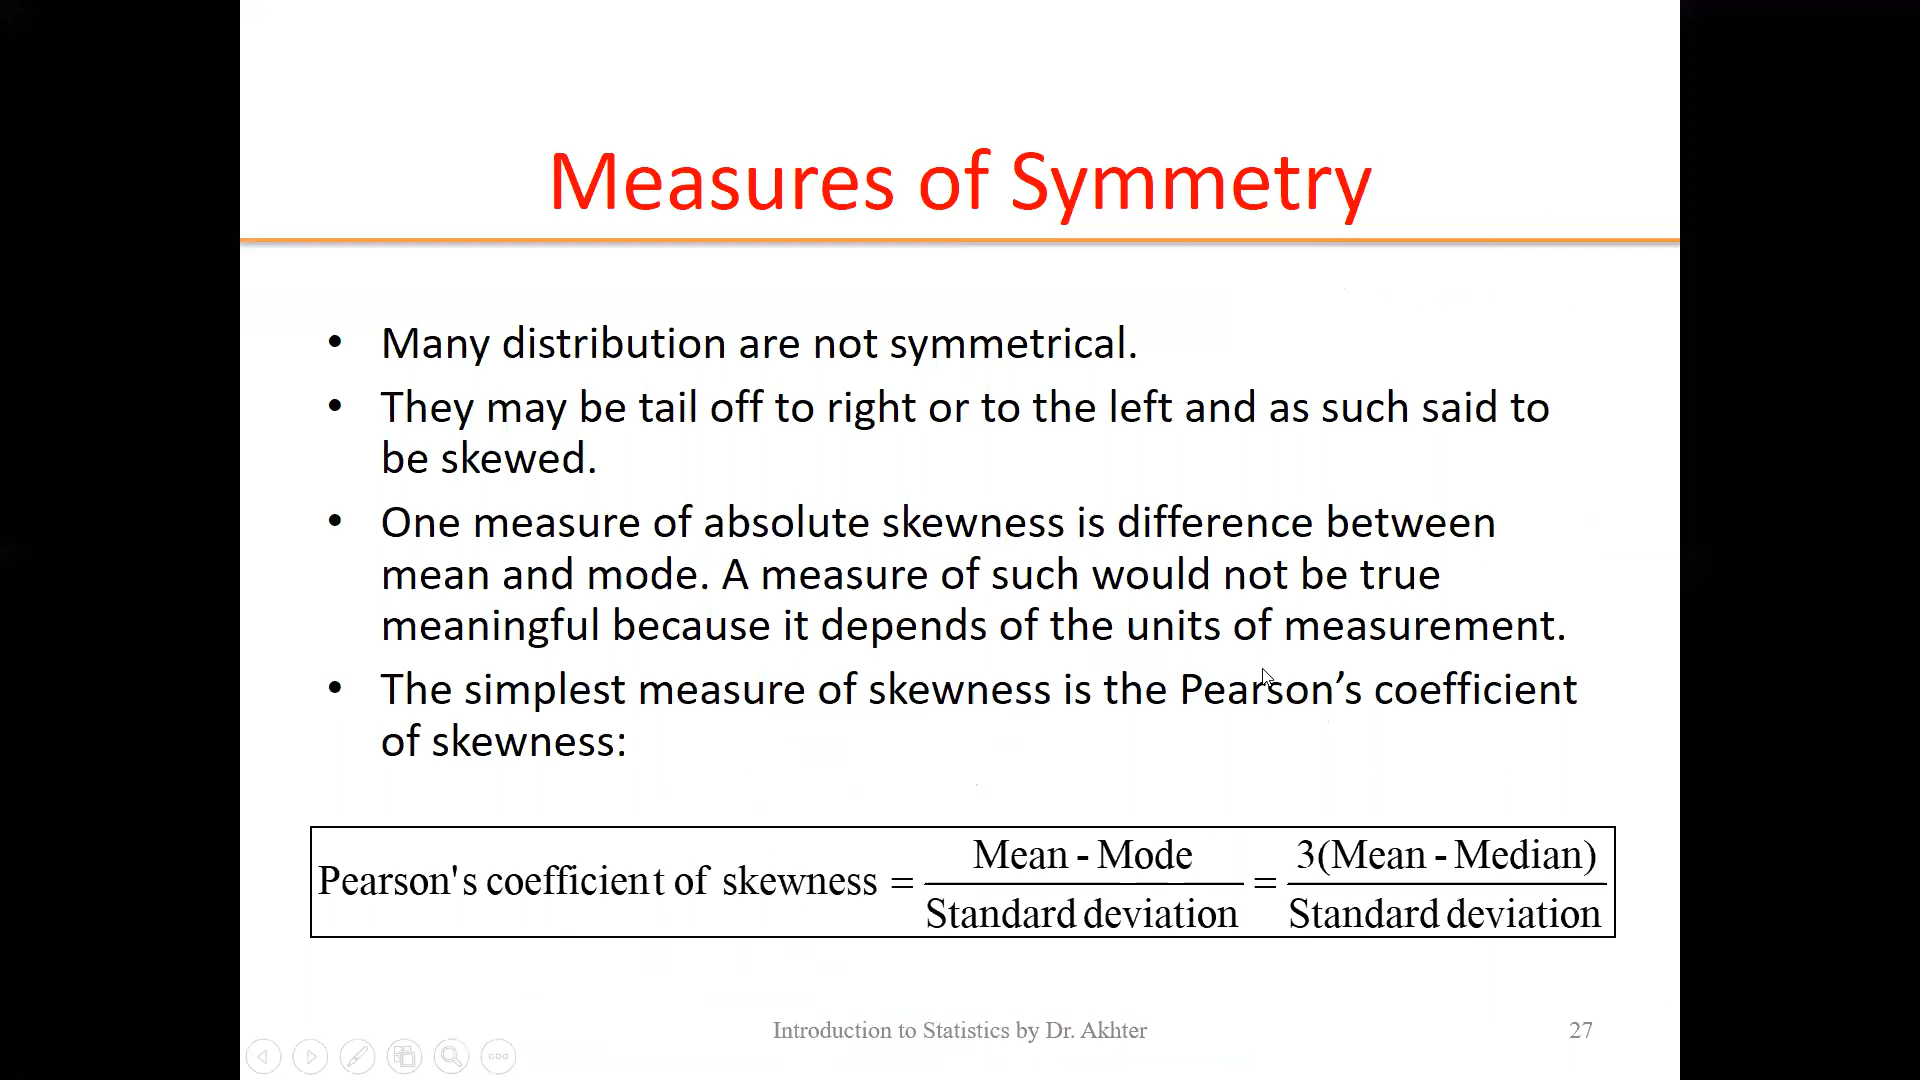 Measures of Symmetry
• Many distribution are not symmetrical.
• They may be tail off to right or to the left and as such said to
be skewed.
• One measure of absolute skewness is difference between
mean and mode. A measure of such would not be true
meaningful because it depends of the units of measurement.
• The simplest measure of skewness is the Pearson’s coefficient
of skewness:
Pearson's coefficient of skewness = Mean - Mode / Standard deviation = 3(Mean - Median) / Standard deviation
Introduction to Statistics by Dr. Akhter
27